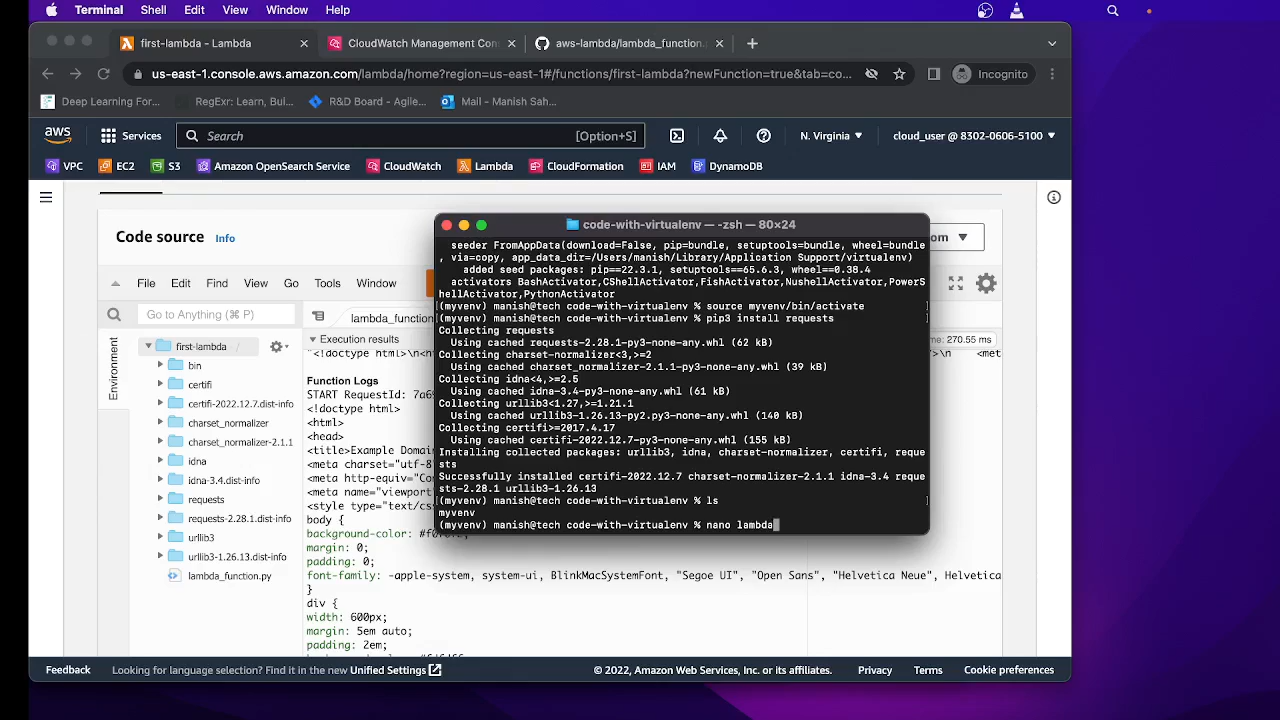 Terminal Shell Edit View Window Help
first-lambda - Lambda
CloudWatch Management Con
aws-lambda/lambda_function.
us-east-1.console.aws.amazon.com/lambda/home?region=us-east-1#/functions/first-lambda?newFunction=true&tab=co...
Incognito
Deep Learning For...
RegExr: Learn, Bul...
R&D Board - Agile...
Mail - Manish Sah...
aws
Services
Search
[Option+S]
N. Virginia
cloud_user @ 8302-0606-5100
VPC EC2 S3 Amazon OpenSearch Service CloudWatch Lambda CloudFormation IAM DynamoDB
Code source Info
om
File Edit Find View Go Tools Window
Go to Anything (⌘ P)
lambda_function
Execution results
me: 270.55 ms
Environment
first-lambda /
bin
certifi
certifi-2022.12.7.dist-info
charset_normalizer
charset_normalizer-2.1.1
idna
idna-3.4.dist-info
requests
requests-2.28.1.dist-info
urllib3
urllib3-1.26.13.dist-info
lambda_function.py
"<!doctype html>\n<h
\n <met
Function Logs
START RequestId: 7a69
<!doctype html>
<html>
<head>
<title>Example Domai
<meta charset="utf-8
<meta http-equiv="Co
<meta name="viewport
<style type="text/css
body {
background-color: #f0f0f2;
margin: 0;
padding: 0;
font-family: -apple-system, system-ui, BlinkMacSystemFont, "Segoe UI", "Open Sans", "Helvetica Neue", Helvetica
}
div {
width: 600px;
margin: 5em auto;
padding: 2em;
code-with-virtualenv — -zsh — 80×24
seeder FromAppData(download=False, pip=bundle, setuptools=bundle, wheel=bundle
, via=copy, app_data_dir=/Users/manish/Library/Application Support/virtualenv)
added seed packages: pip==22.3.1, setuptools==65.6.3, wheel==0.38.4
activators BashActivator,CShellActivator,FishActivator,NushellActivator,PowerS
hellActivator,PythonActivator
(myvenv) manish@tech code-with-virtualenv % source myvenv/bin/activate
(myvenv) manish@tech code-with-virtualenv % pip3 install requests
Collecting requests
Using cached requests-2.28.1-py3-none-any.whl (62 kB)
Collecting charset-normalizer<3,>=2
Using cached charset_normalizer-2.1.1-py3-none-any.whl (39 kB)
Collecting idna<4,>=2.5
Using cached idna-3.4-py3-none-any.whl (61 kB)
Collecting urllib3<1.27,>=1.21.1
Using cached urllib3-1.26.13-py2.py3-none-any.whl (140 kB)
Collecting certifi>=2017.4.17
Using cached certifi-2022.12.7-py3-none-any.whl (155 kB)
Installing collected packages: urllib3, idna, charset-normalizer, certifi, reque
sts
Successfully installed certifi-2022.12.7 charset-normalizer-2.1.1 idna-3.4 reque
sts-2.28.1 urllib3-1.26.13
(myvenv) manish@tech code-with-virtualenv % ls
myvenv
(myvenv) manish@tech code-with-virtualenv % nano lambda
Feedback
Looking for language selection? Find it in the new Unified Settings
© 2022, Amazon Web Services, Inc. or its affiliates.
Privacy
Terms
Cookie preferences